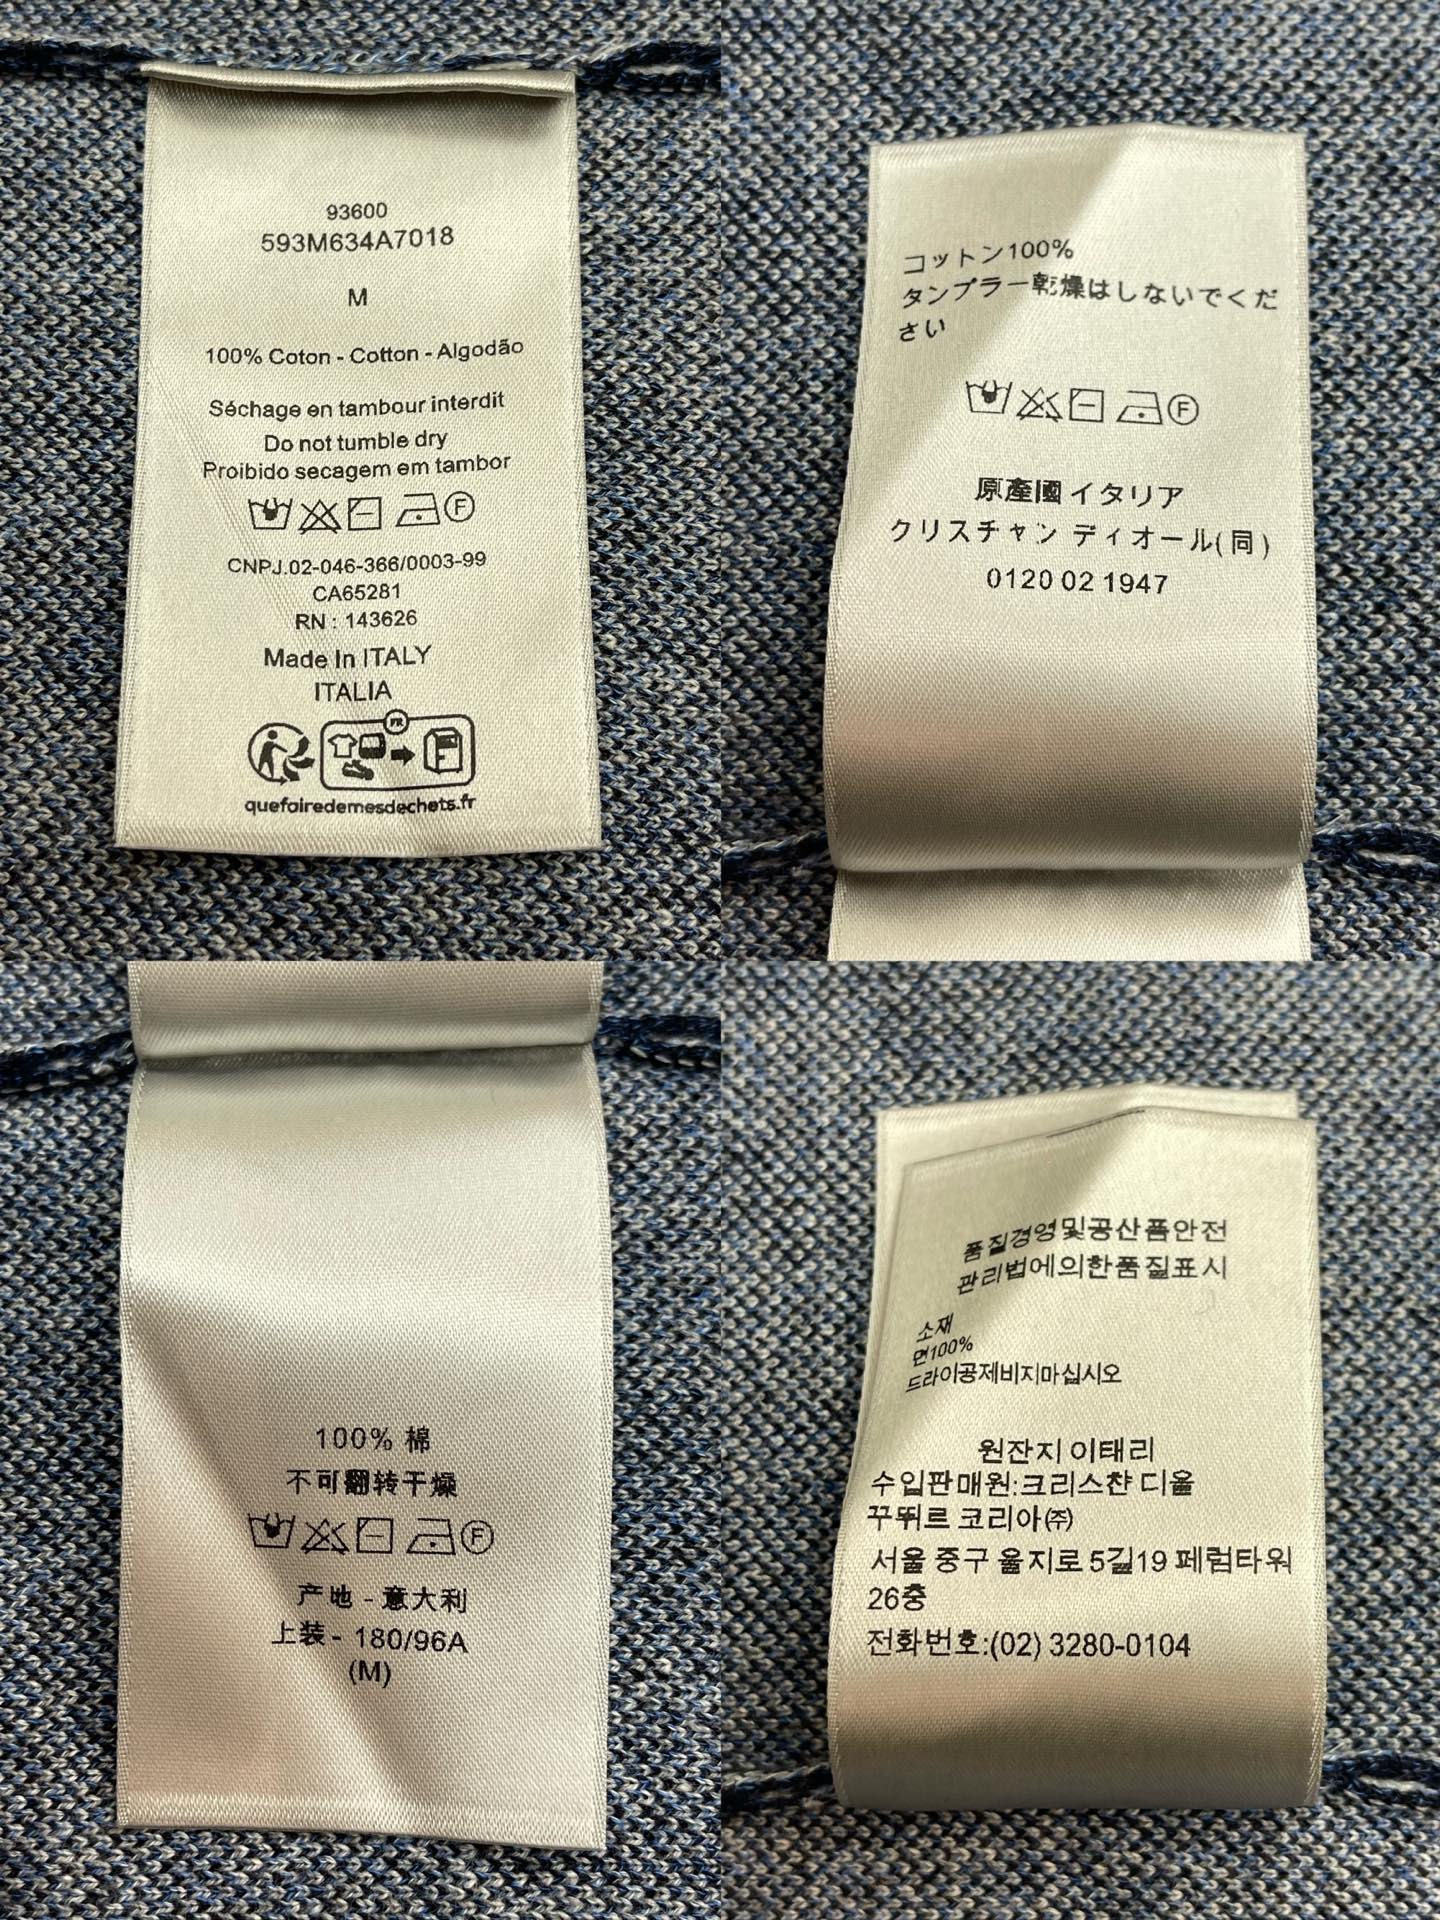 93600
593M634A7018
M
100% Coton - Cotton - Algodão
Séchage en tambour interdit
Do not tumble dry
Proibido secagem em tambor
F
CNPJ.02-046-366/0003-99
CA65281
RN : 143626
Made In ITALY
ITALIA
FR
quefairedemesdechets.fr
コットン100%
タンブラー乾燥はしないでくだ
さい
F
原產國 イタリア
クリスチャン ディオール(同)
0120 02 1947
100% 棉
不可翻转干燥
F
产地 - 意大利
上装 - 180/96A
(M)
품질경영및공산품안전
관리법에의한품질표시
소재
면100%
드라이공제비지마십시오
원잔지 이태리
수입판매원:크리스챤 디올
꾸뛰르 코리아㈜
서울 중구 을지로 5길19 페럼타워
26층
전화번호:(02) 3280-0104